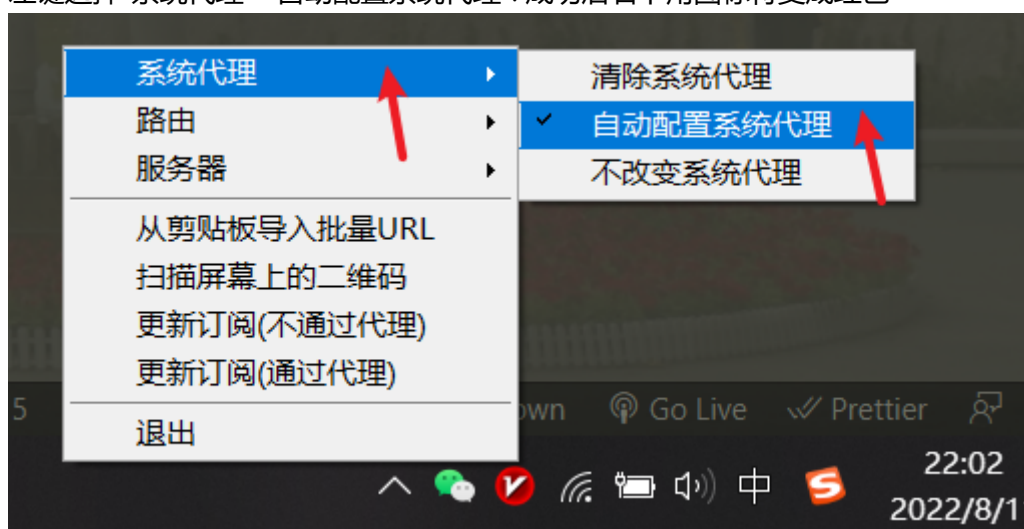 系统代理
清除系统代理
路由
自动配置系统代理
服务器
不改变系统代理
从剪贴板导入批量URL
扫描屏幕上的二维码
更新订阅(不通过代理)
更新订阅(通过代理)
退出
5
own
Go Live
Prettier
中
22:02
2022/8/1